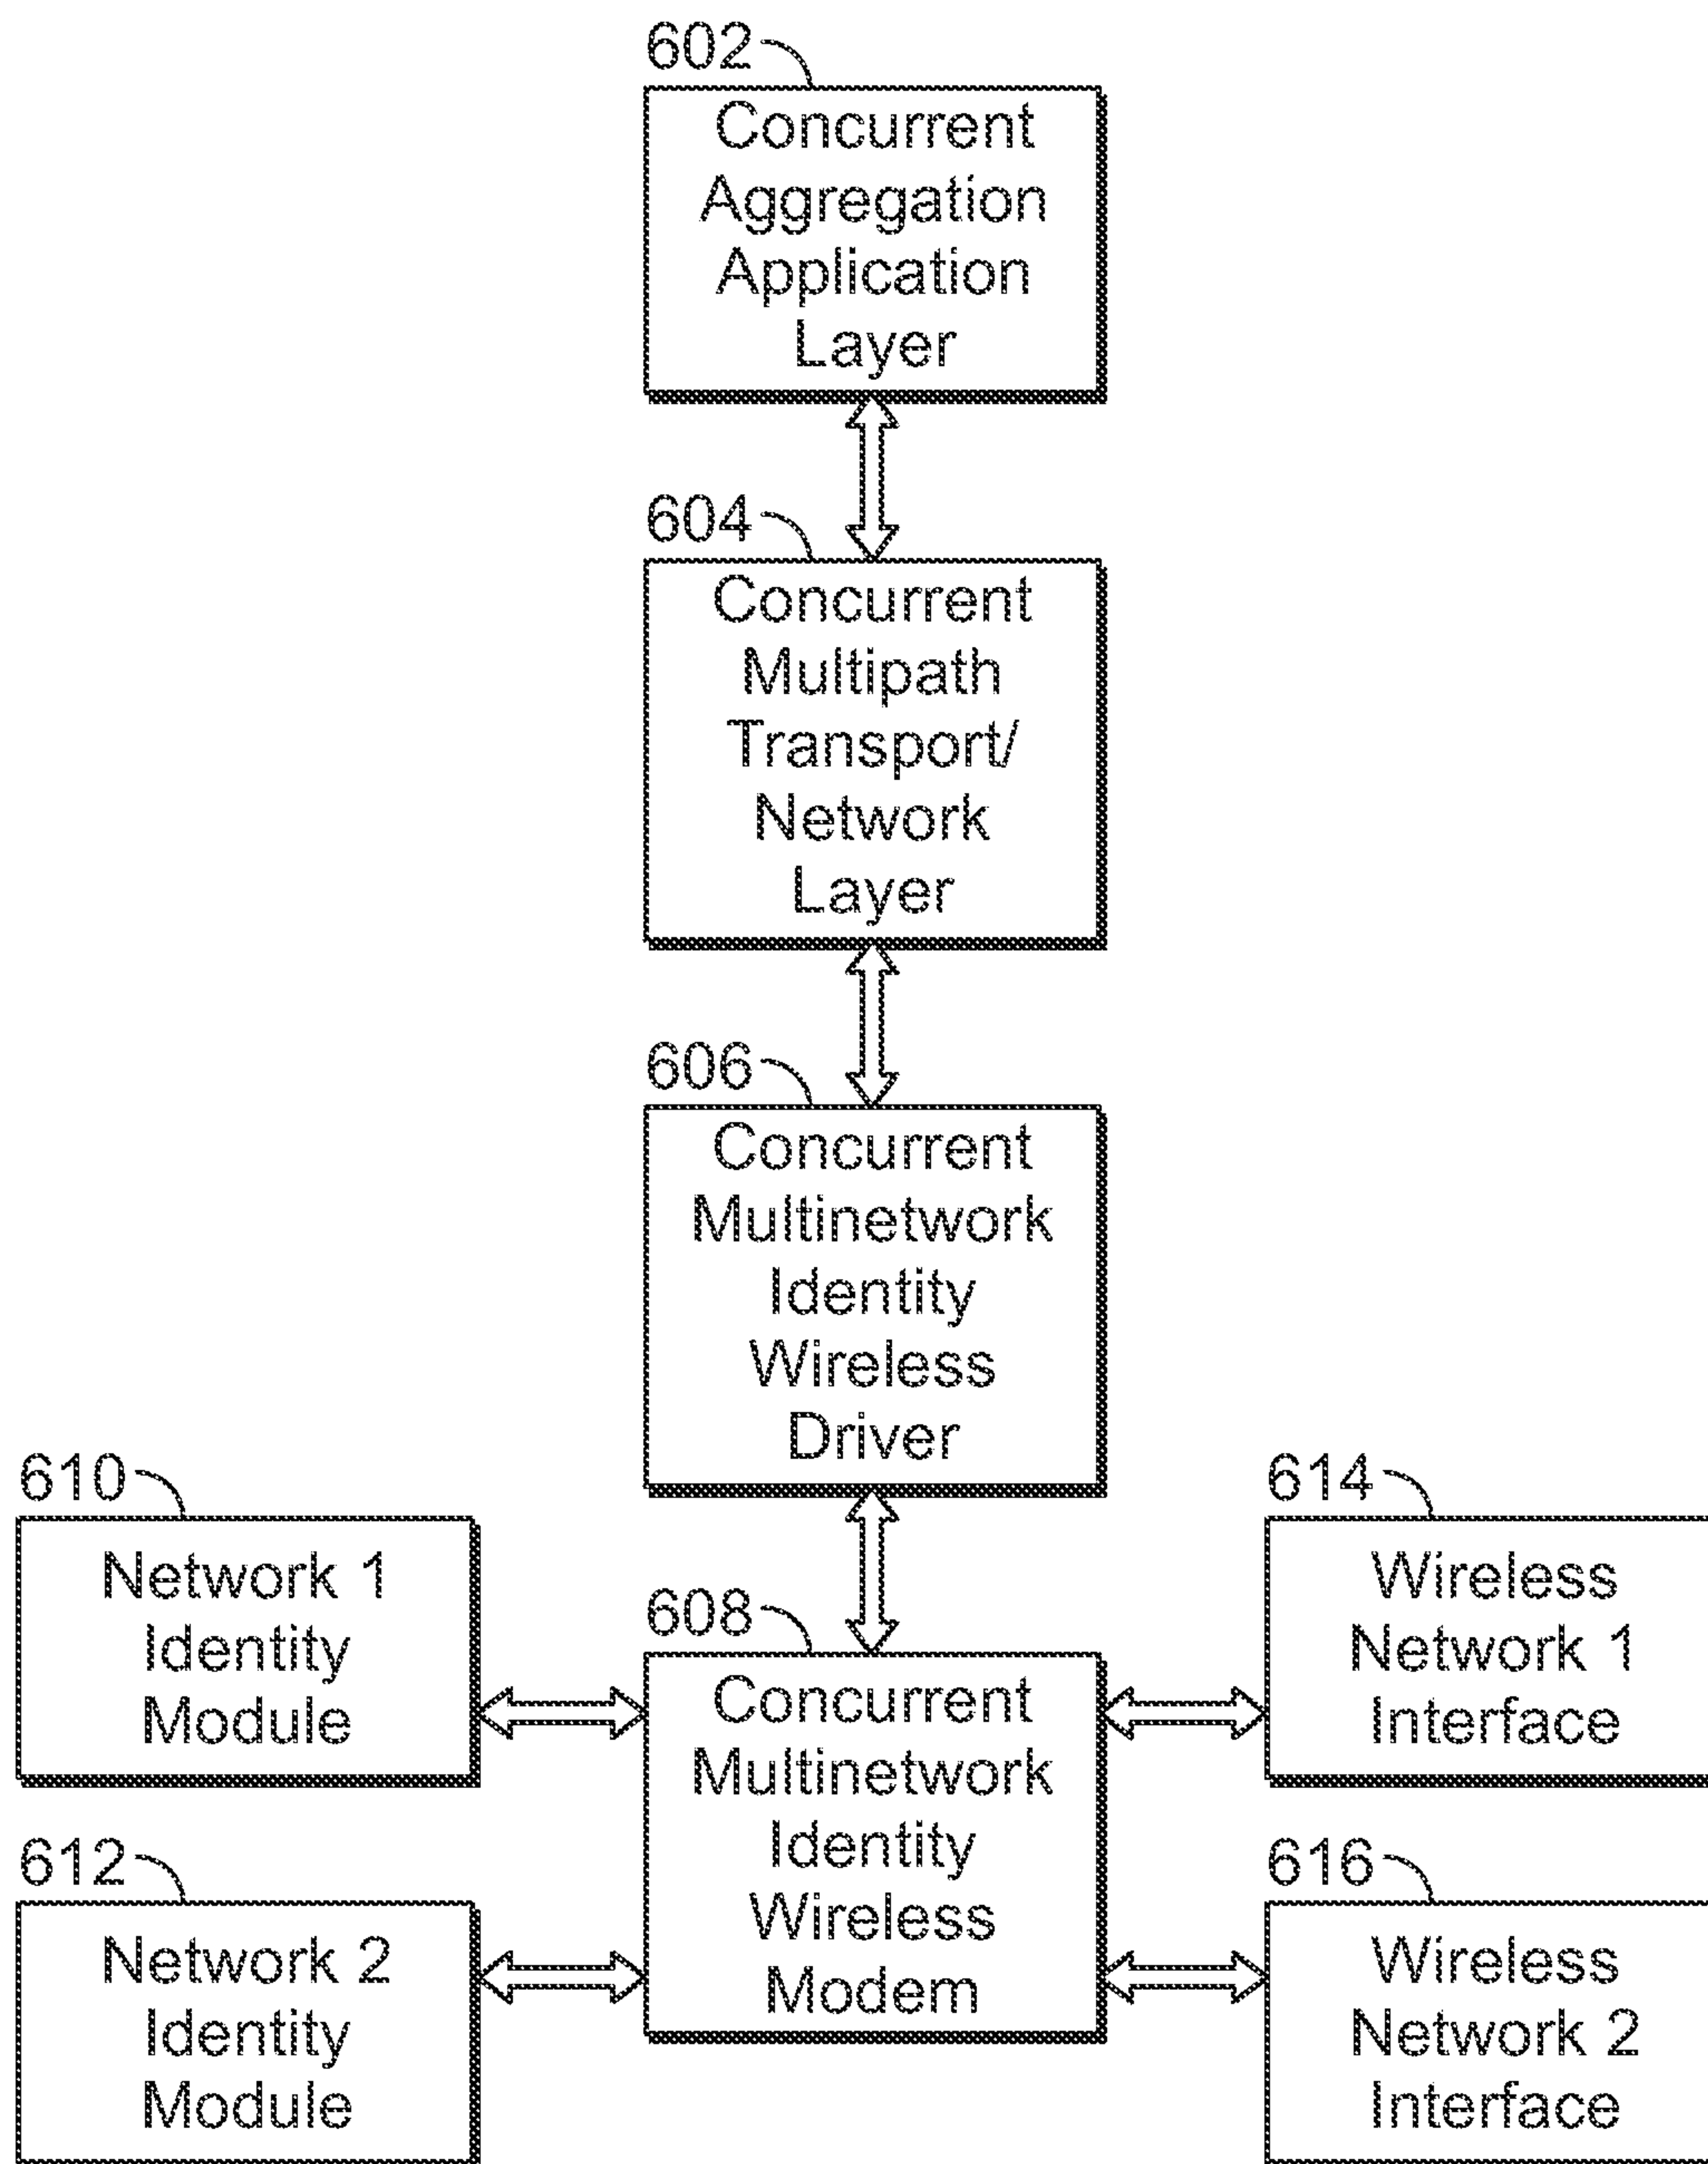 602
Concurrent
Aggregation
Application
Layer
604
Concurrent
Multipath
Transport/
Network
Layer
606
Concurrent
Multinetwork
Identity
Wireless
Driver
610
Network 1
Identity
Module
612
Network 2
Identity
Module
608
Concurrent
Multinetwork
Identity
Wireless
Modem
614
Wireless
Network 1
Interface
616
Wireless
Network 2
Interface